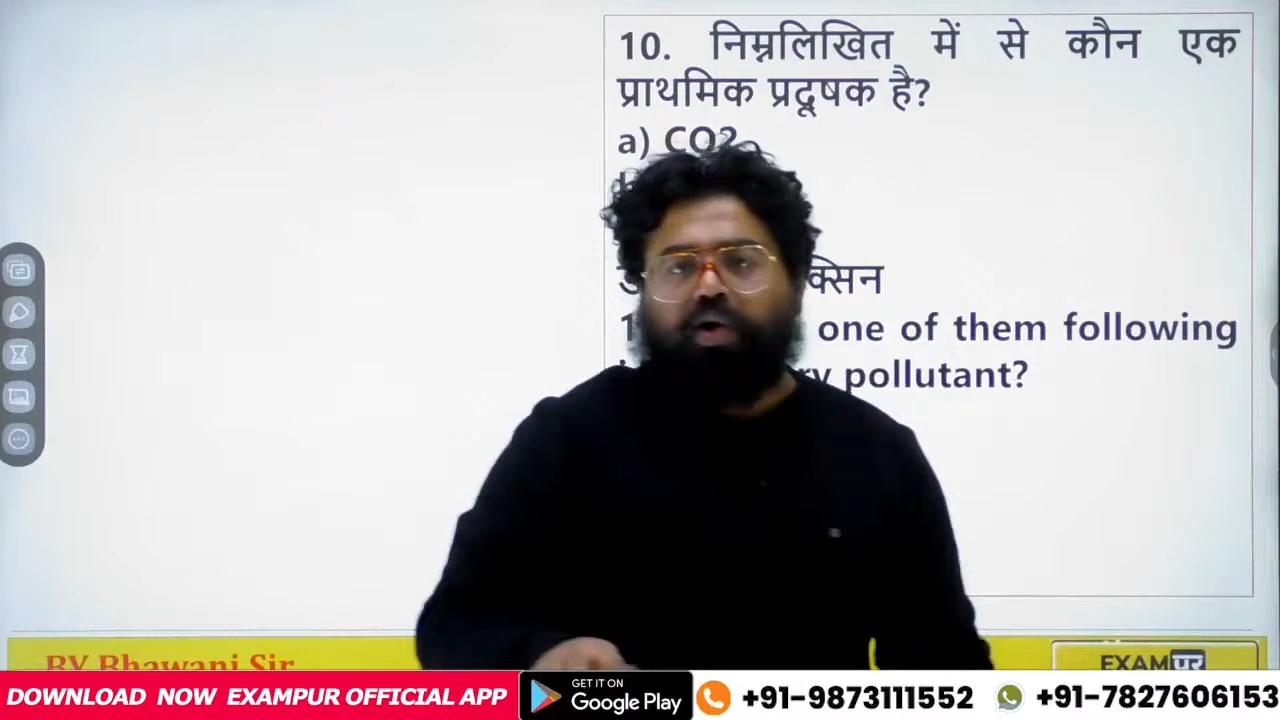 10. निम्नलिखित में से कौन एक
प्राथमिक प्रदूषक है?
a) CO2
क्सिन
one of them following
pollutant?
BY Bhawani Sir
EXAMपुर
DOWNLOAD NOW EXAMPUR OFFICIAL APP
GET IT ON
Google Play
+91-9873111552
+91-7827606153